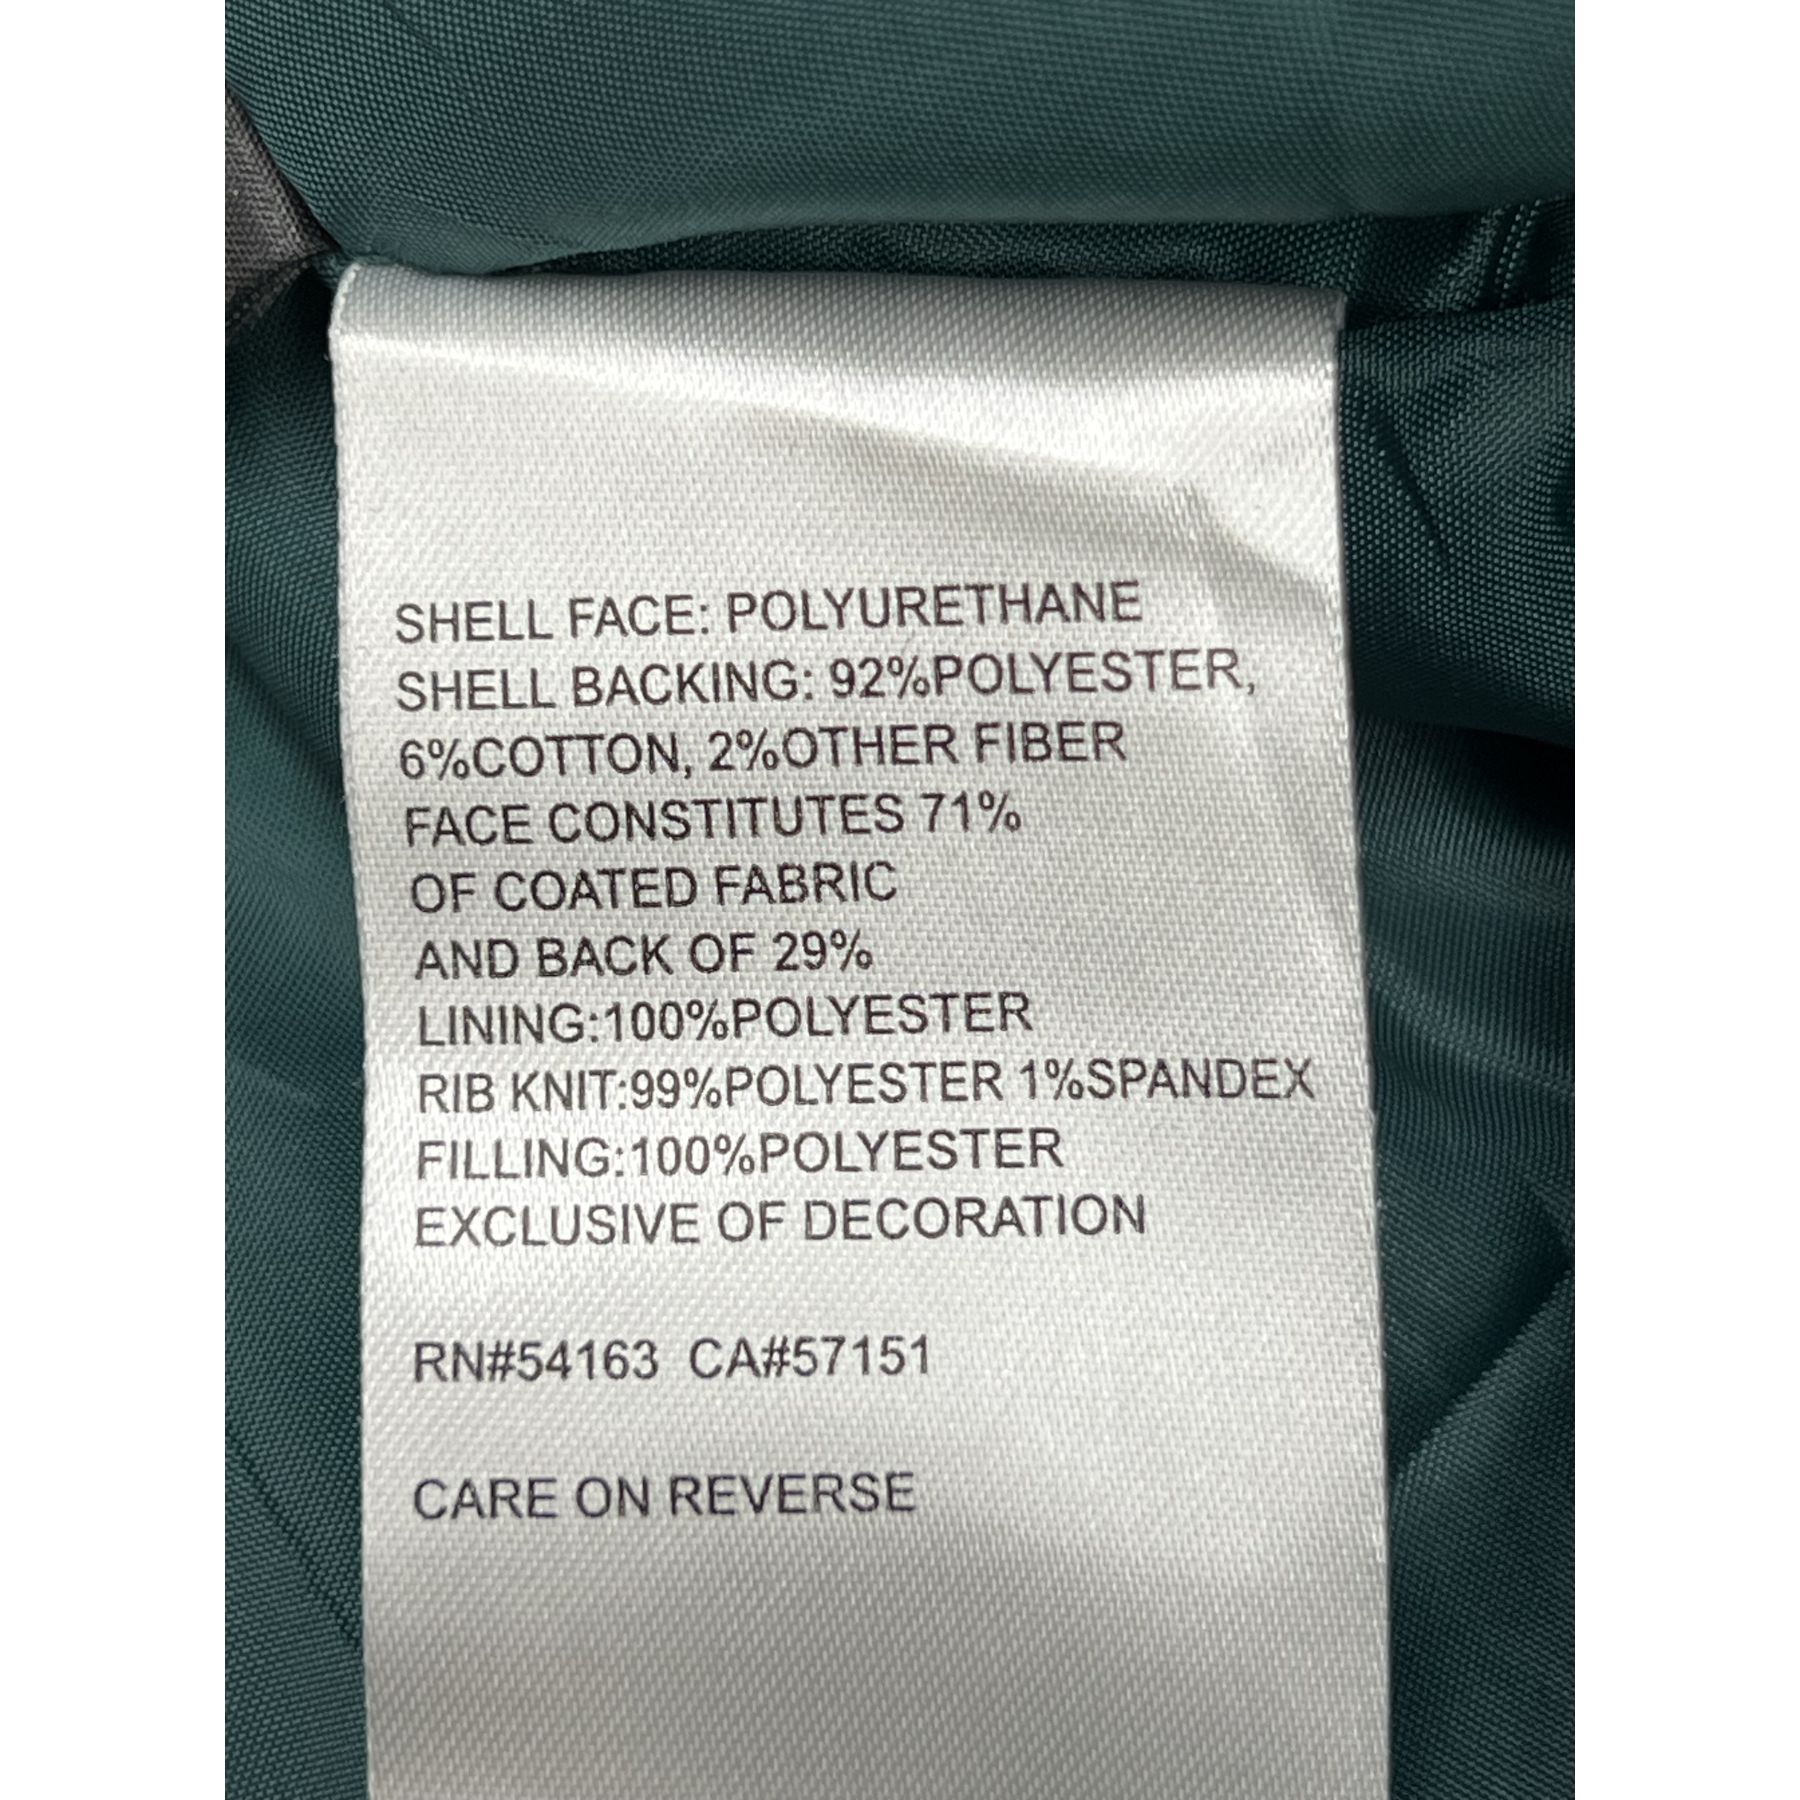 SHELL FACE: POLYURETHANE
SHELL BACKING: 92%POLYESTER,
6%COTTON, 2%OTHER FIBER
FACE CONSTITUTES 71%
OF COATED FABRIC
AND BACK OF 29%
LINING:100%POLYESTER
RIB KNIT:99%POLYESTER 1%SPANDEX
FILLING:100%POLYESTER
EXCLUSIVE OF DECORATION
RN#54163 CA#57151
CARE ON REVERSE